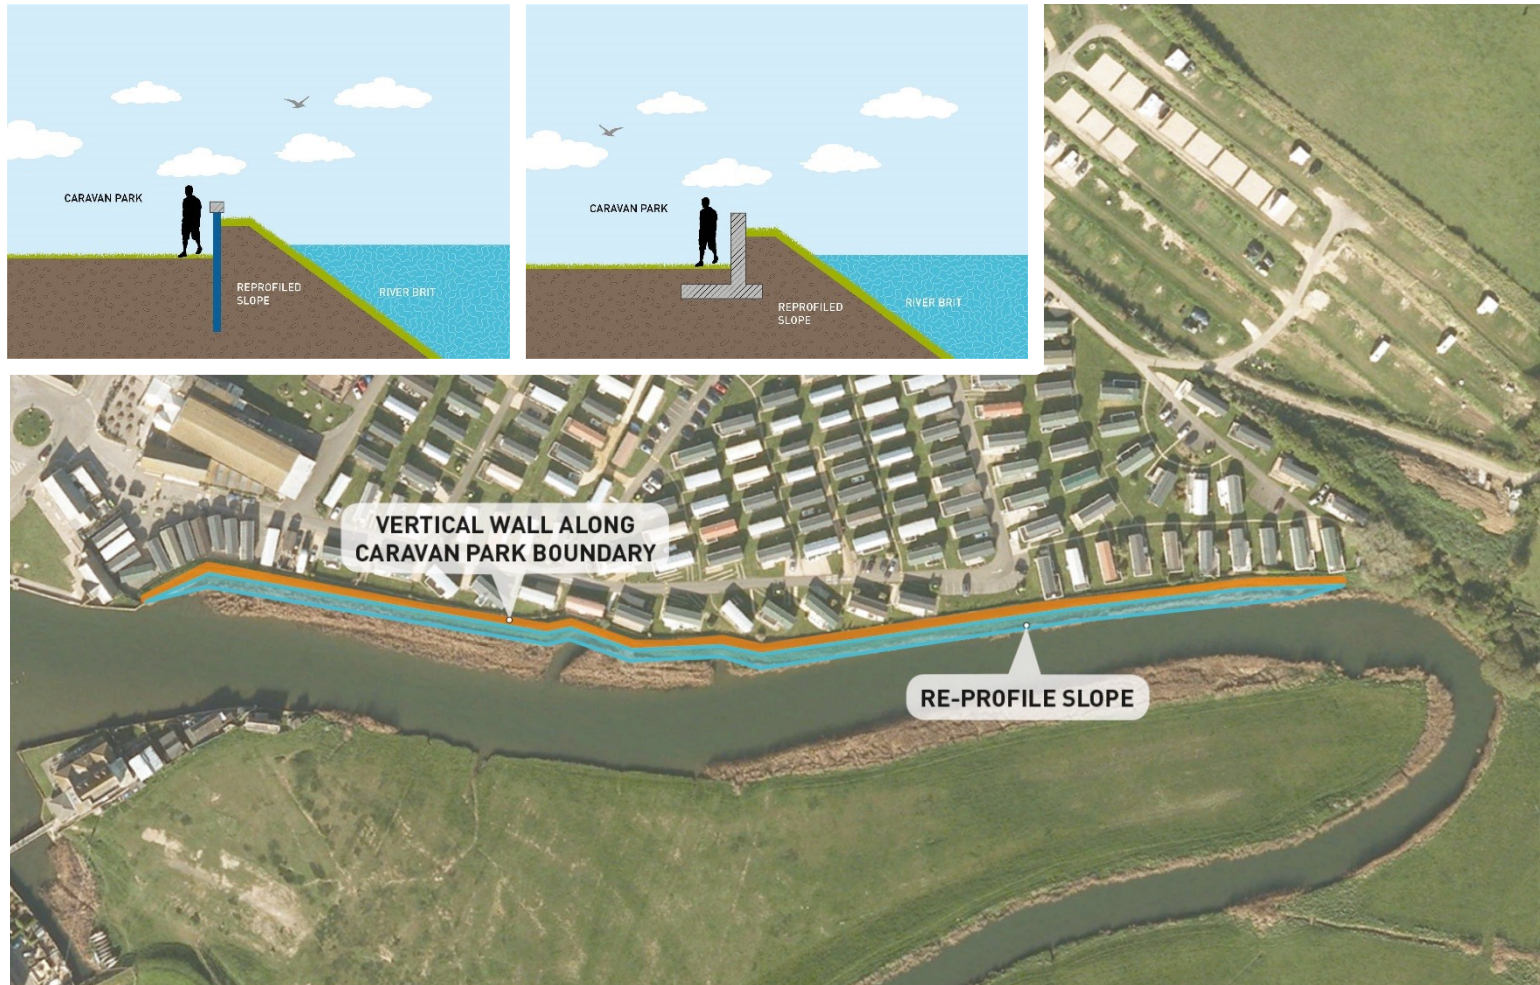 CARAVAN PARK
REPROFILED
SLOPE
RIVER BRIT
CARAVAN PARK
REPROFILED
SLOPE
RIVER BRIT
VERTICAL WALL ALONG
CARAVAN PARK BOUNDARY
RE-PROFILE SLOPE